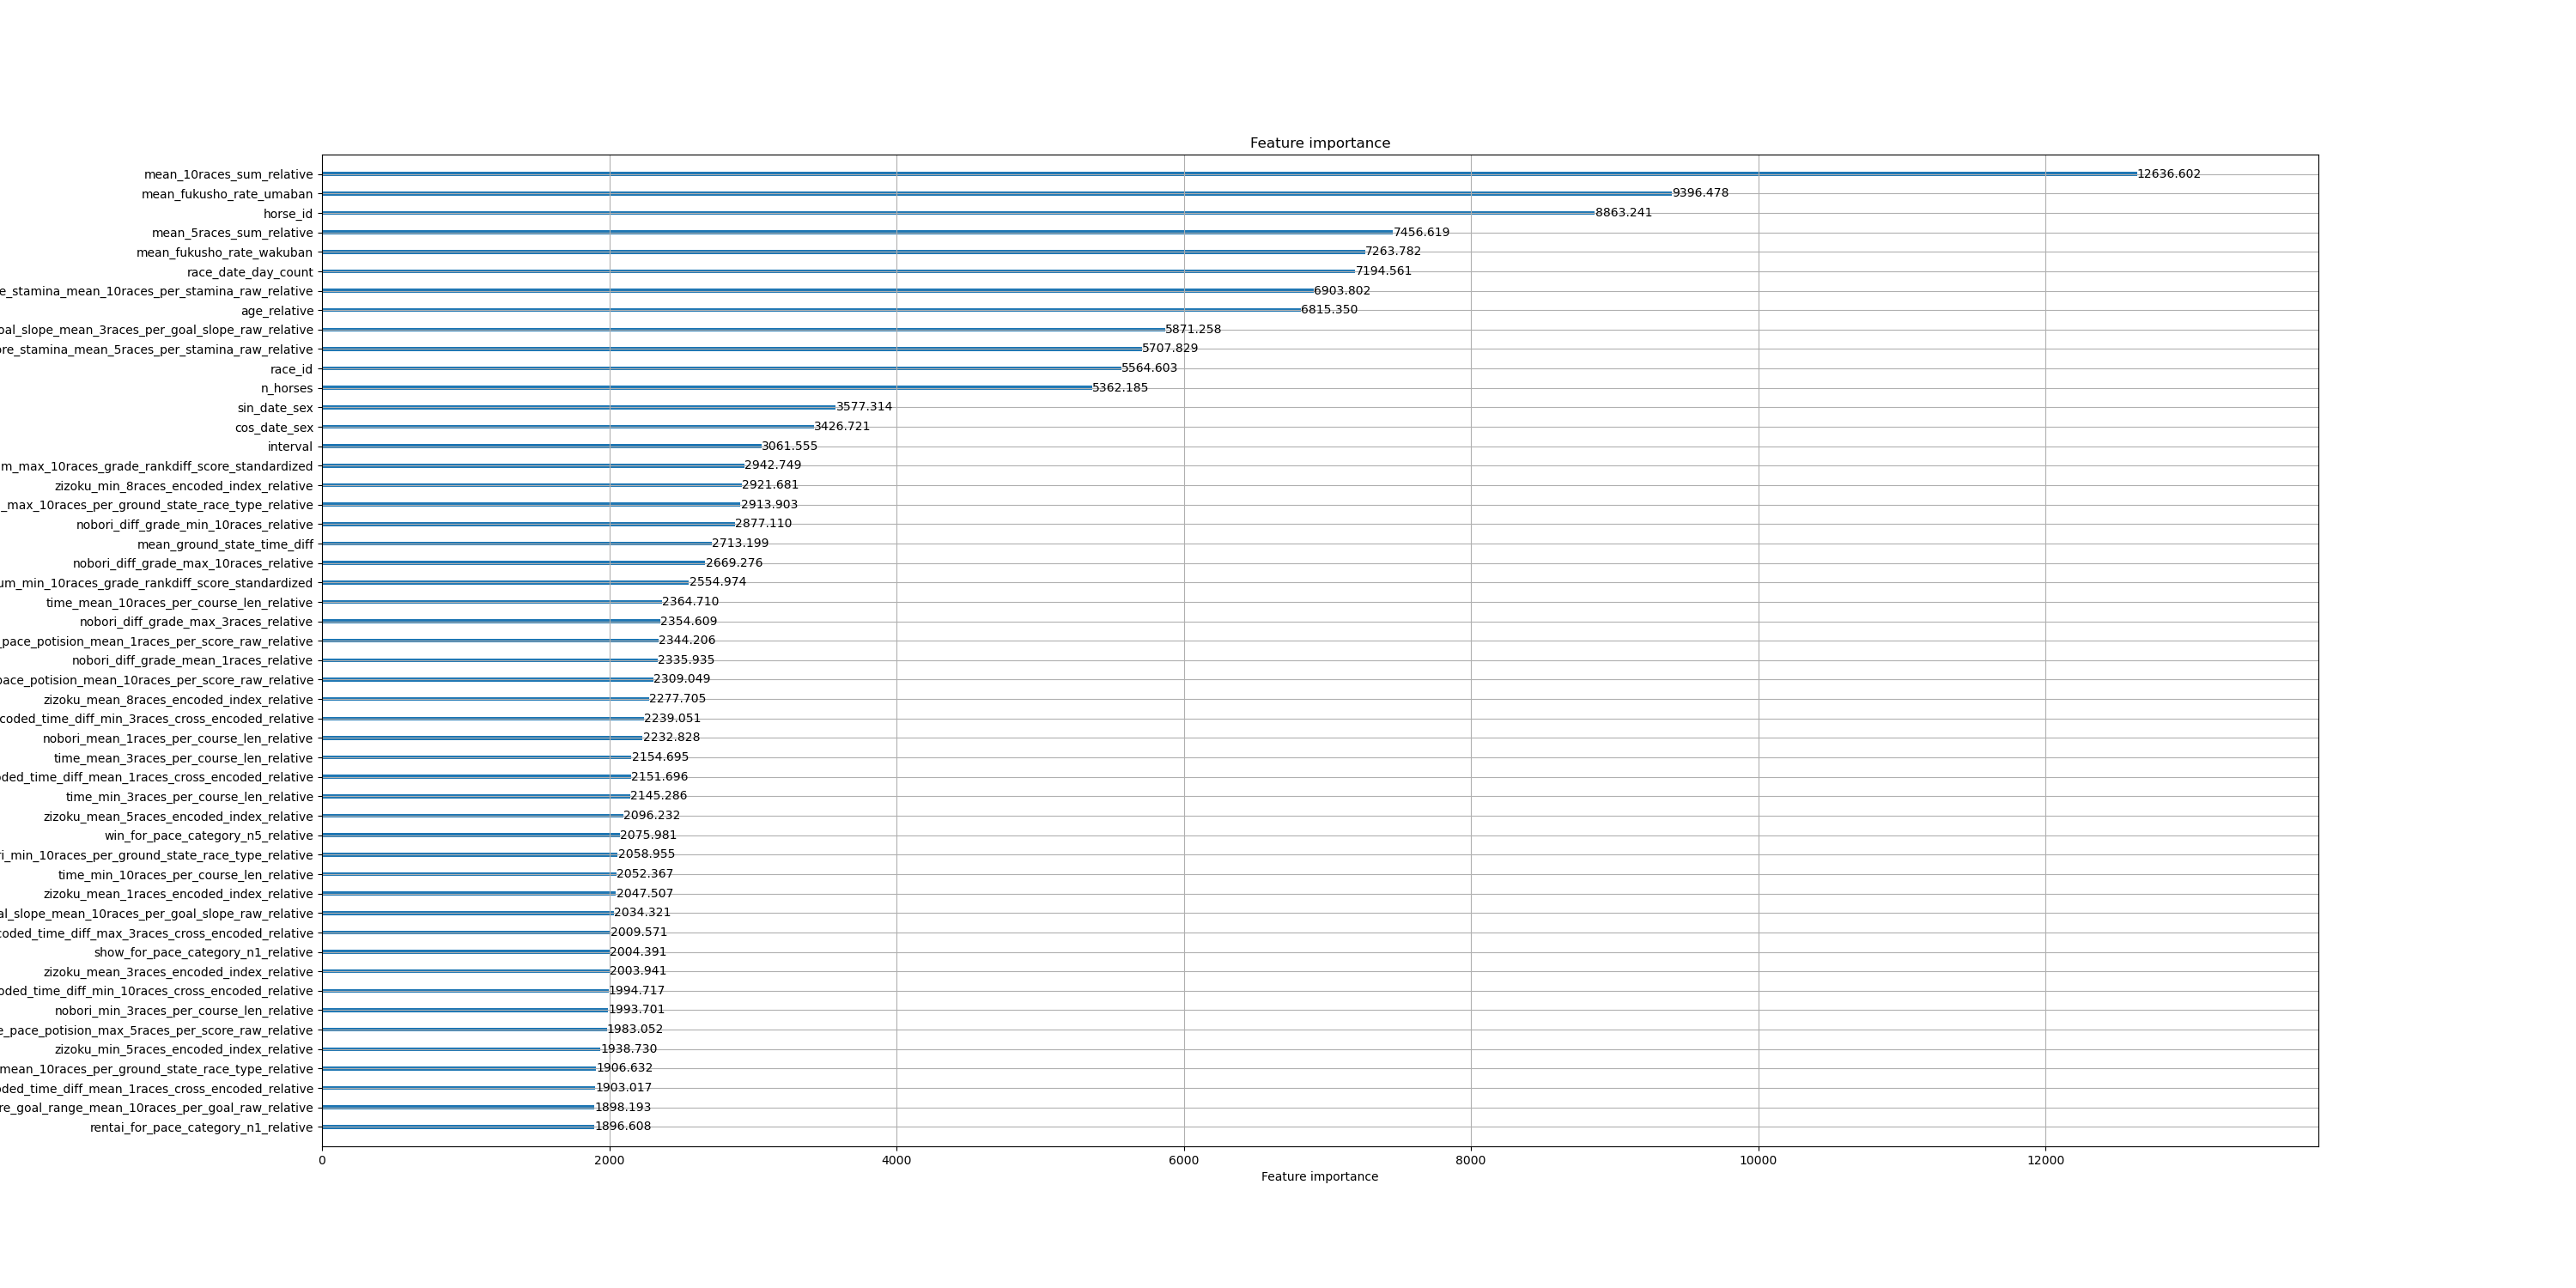 Feature importance
mean_10races_sum_relative 12636.602
mean_fukusho_rate_umaban 9396.478
horse_id 8863.241
mean_5races_sum_relative 7456.619
mean_fukusho_rate_wakuban 7263.782
race_date_day_count 7194.561
e_stamina_mean_10races_per_stamina_raw_relative 6903.802
age_relative 6815.350
oal_slope_mean_3races_per_goal_slope_raw_relative 5871.258
ore_stamina_mean_5races_per_stamina_raw_relative 5707.829
race_id 5564.603
n_horses 5362.185
sin_date_sex 3577.314
cos_date_sex 3426.721
interval 3061.555
m_max_10races_grade_rankdiff_score_standardized 2942.749
zizoku_min_8races_encoded_index_relative 2921.681
_max_10races_per_ground_state_race_type_relative 2913.903
nobori_diff_grade_min_10races_relative 2877.110
mean_ground_state_time_diff 2713.199
nobori_diff_grade_max_10races_relative 2669.276
um_min_10races_grade_rankdiff_score_standardized 2554.974
time_mean_10races_per_course_len_relative 2364.710
nobori_diff_grade_max_3races_relative 2354.609
_pace_potision_mean_1races_per_score_raw_relative 2344.206
nobori_diff_grade_mean_1races_relative 2335.935
pace_potision_mean_10races_per_score_raw_relative 2309.049
zizoku_mean_8races_encoded_index_relative 2277.705
coded_time_diff_min_3races_cross_encoded_relative 2239.051
nobori_mean_1races_per_course_len_relative 2232.828
time_mean_3races_per_course_len_relative 2154.695
ded_time_diff_mean_1races_cross_encoded_relative 2151.696
time_min_3races_per_course_len_relative 2145.286
zizoku_mean_5races_encoded_index_relative 2096.232
win_for_pace_category_n5_relative 2075.981
ri_min_10races_per_ground_state_race_type_relative 2058.955
time_min_10races_per_course_len_relative 2052.367
zizoku_mean_1races_encoded_index_relative 2047.507
al_slope_mean_10races_per_goal_slope_raw_relative 2034.321
coded_time_diff_max_3races_cross_encoded_relative 2009.571
show_for_pace_category_n1_relative 2004.391
zizoku_mean_3races_encoded_index_relative 2003.941
oded_time_diff_min_10races_cross_encoded_relative 1994.717
nobori_min_3races_per_course_len_relative 1993.701
e_pace_potision_max_5races_per_score_raw_relative 1983.052
zizoku_min_5races_encoded_index_relative 1938.730
mean_10races_per_ground_state_race_type_relative 1906.632
ded_time_diff_mean_1races_cross_encoded_relative 1903.017
re_goal_range_mean_10races_per_goal_raw_relative 1898.193
rentai_for_pace_category_n1_relative 1896.608
0 2000 4000 6000 8000 10000 12000
Feature importance